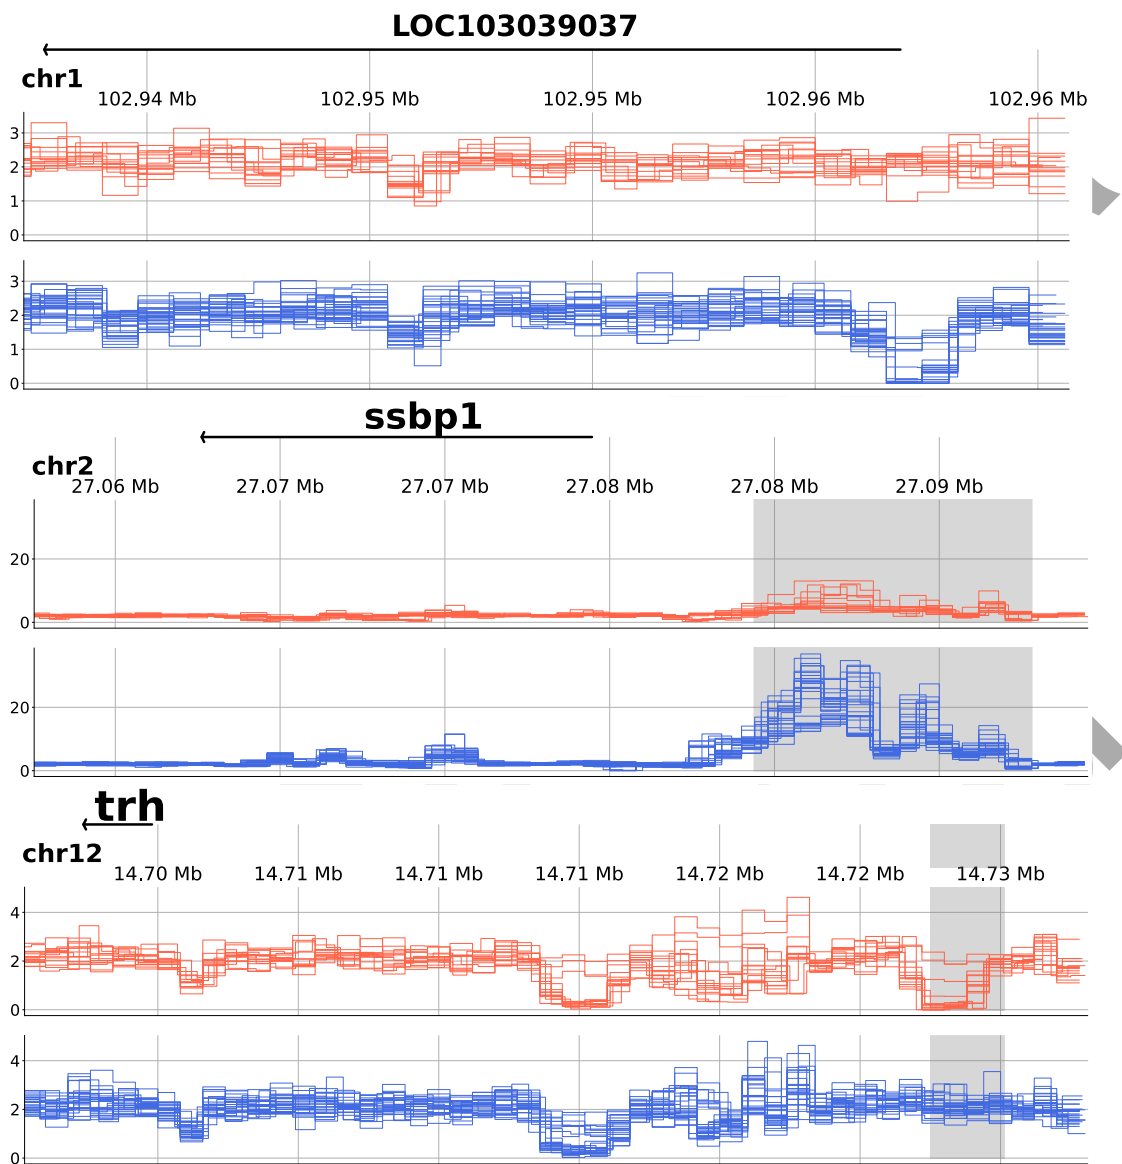 LOC103039037
chr1
102.94 Mb 102.95 Mb 102.95 Mb 102.96 Mb 102.96 Mb
3
2
1
0
3
2
1
0
ssbp1
chr2
27.06 Mb 27.07 Mb 27.07 Mb 27.08 Mb 27.08 Mb 27.09 Mb
20
0
20
0
trh
chr12
14.70 Mb 14.71 Mb 14.71 Mb 14.71 Mb 14.72 Mb 14.72 Mb 14.73 Mb
4
2
0
4
2
0